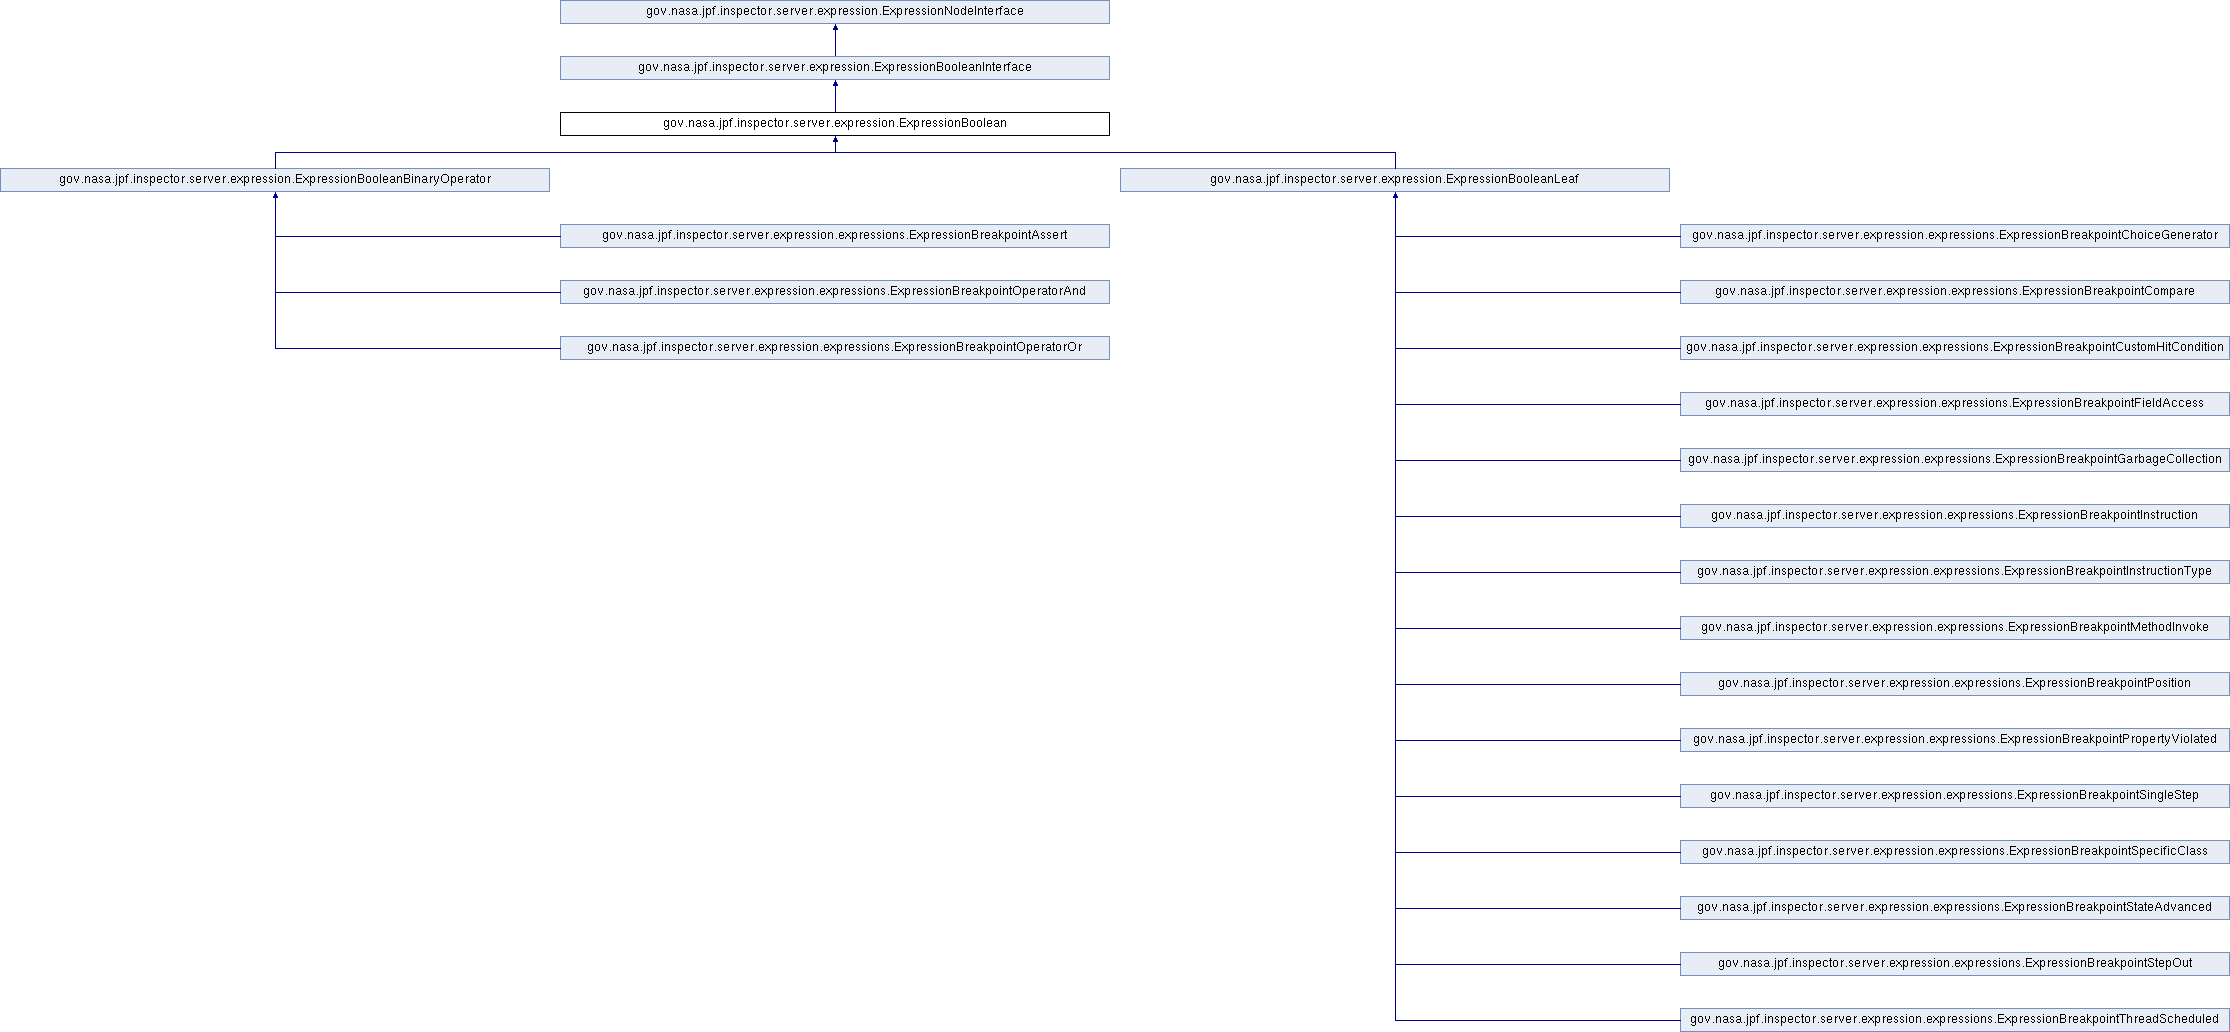 gov.nasa.jpf.inspector.server.expression.ExpressionNodeInterface
gov.nasa.jpf.inspector.server.expression.ExpressionBooleanInterface
gov.nasa.jpf.inspector.server.expression.ExpressionBoolean
gov.nasa.jpf.inspector.server.expression.ExpressionBooleanBinaryOperator
gov.nasa.jpf.inspector.server.expression.ExpressionBooleanLeaf
gov.nasa.jpf.inspector.server.expression.expressions.ExpressionBreakpointAssert
gov.nasa.jpf.inspector.server.expression.expressions.ExpressionBreakpointOperatorAnd
gov.nasa.jpf.inspector.server.expression.expressions.ExpressionBreakpointOperatorOr
gov.nasa.jpf.inspector.server.expression.expressions.ExpressionBreakpointChoiceGenerator
gov.nasa.jpf.inspector.server.expression.expressions.ExpressionBreakpointCompare
gov.nasa.jpf.inspector.server.expression.expressions.ExpressionBreakpointCustomHitCondition
gov.nasa.jpf.inspector.server.expression.expressions.ExpressionBreakpointFieldAccess
gov.nasa.jpf.inspector.server.expression.expressions.ExpressionBreakpointGarbageCollection
gov.nasa.jpf.inspector.server.expression.expressions.ExpressionBreakpointInstruction
gov.nasa.jpf.inspector.server.expression.expressions.ExpressionBreakpointInstructionType
gov.nasa.jpf.inspector.server.expression.expressions.ExpressionBreakpointMethodInvoke
gov.nasa.jpf.inspector.server.expression.expressions.ExpressionBreakpointPosition
gov.nasa.jpf.inspector.server.expression.expressions.ExpressionBreakpointPropertyViolated
gov.nasa.jpf.inspector.server.expression.expressions.ExpressionBreakpointSingleStep
gov.nasa.jpf.inspector.server.expression.expressions.ExpressionBreakpointSpecificClass
gov.nasa.jpf.inspector.server.expression.expressions.ExpressionBreakpointStateAdvanced
gov.nasa.jpf.inspector.server.expression.expressions.ExpressionBreakpointStepOut
gov.nasa.jpf.inspector.server.expression.expressions.ExpressionBreakpointThreadScheduled